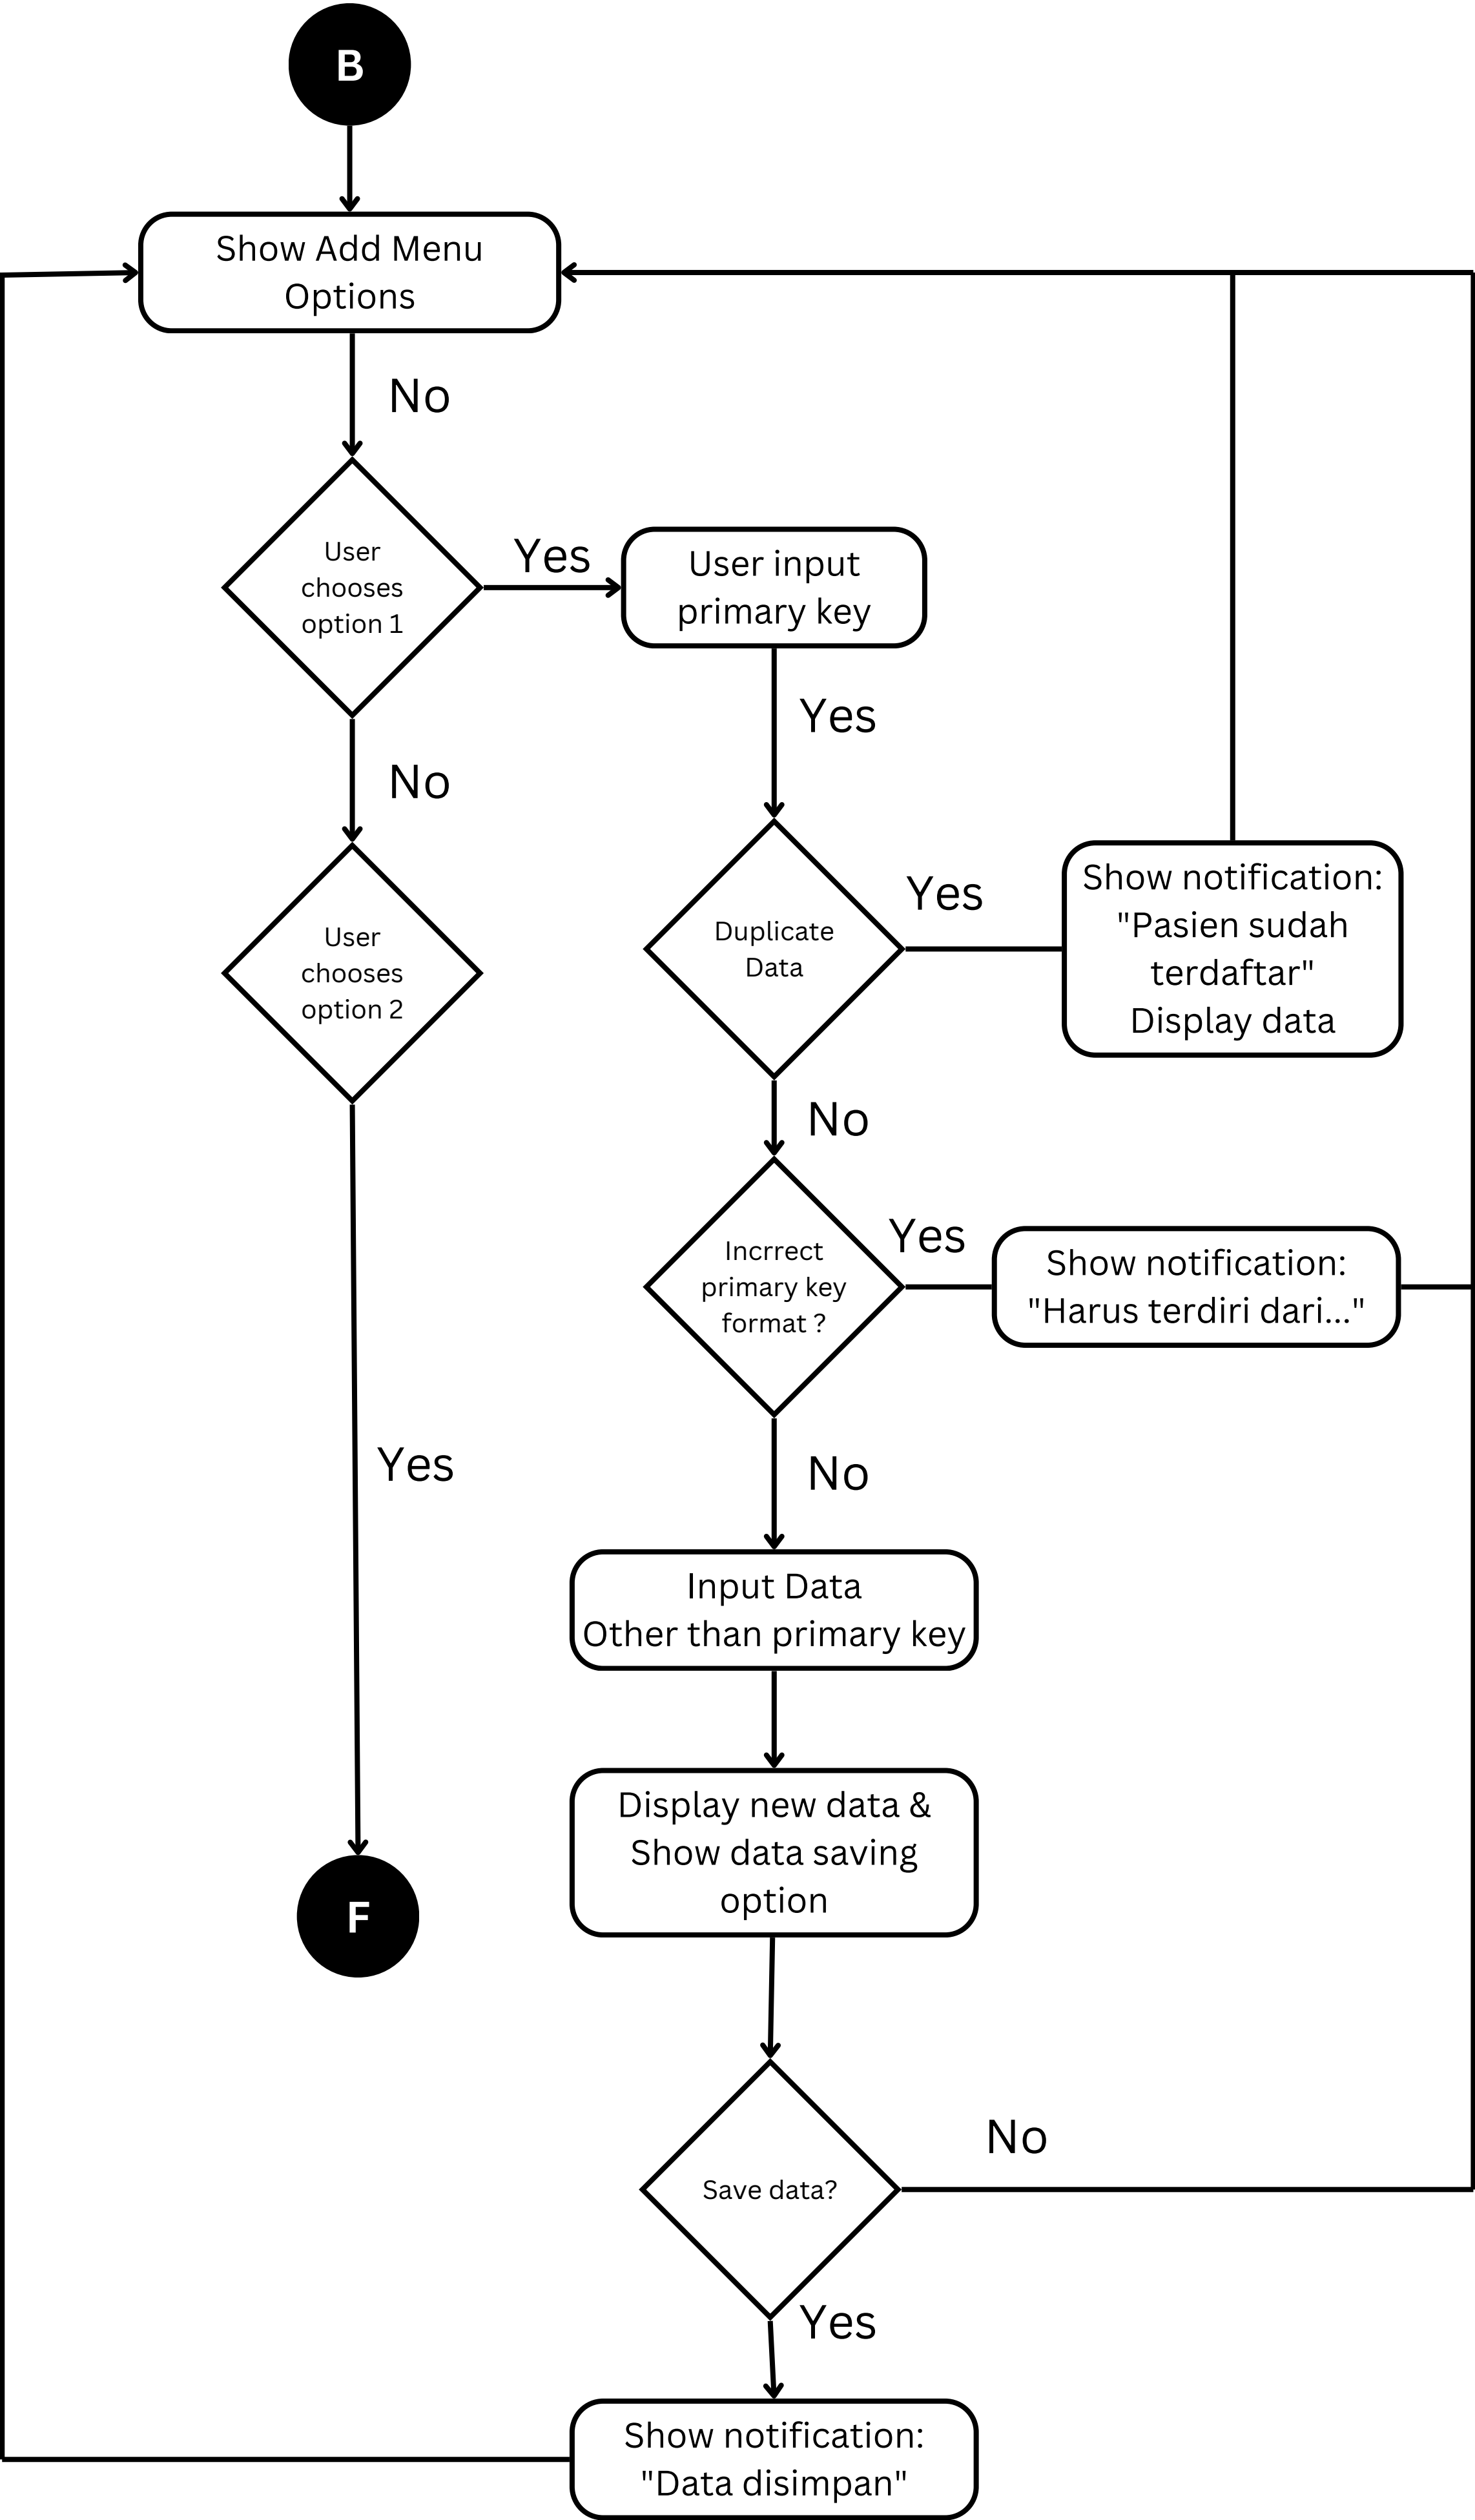 B
Show Add Menu
Options
No
User
chooses
option 1
Yes
User input
primary key
Yes
No
User
chooses
option 2
Duplicate
Data
Yes
Show notification:
"Pasien sudah
terdaftar"
Display data
No
Incrrect
primary key
format ?
Yes
Show notification:
"Harus terdiri dari..."
Yes
No
Input Data
Other than primary key
Display new data &
Show data saving
option
F
Save data?
No
Yes
Show notification:
"Data disimpan"